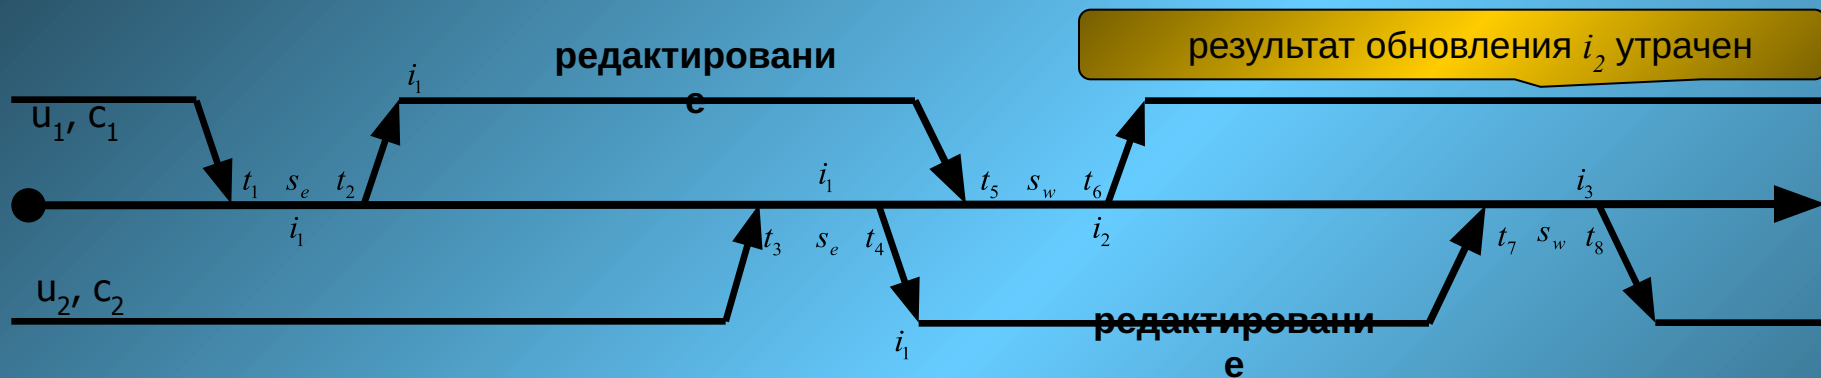 результат обновления i2 утрачен
редактировани
е
i1
u1, c1
t1 se t2
i1
t5 sw t6
i3
i1
i2
t3 se t4
t7 sw t8
u2, c2
i1
редактировани
е